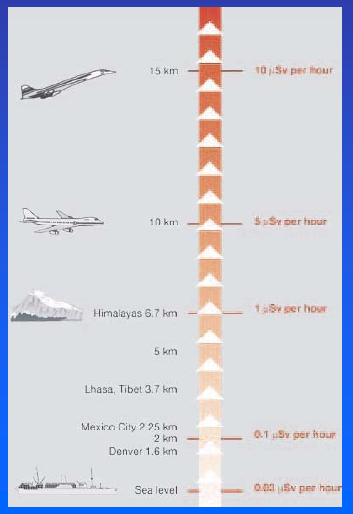 15 km 10 µSv per hour
10 km 5 µSv per hour
Himalayas 6.7 km 1 µSv per hour
5 km
Lhasa, Tibet 3.7 km
Mexico City 2.25 km
2 km 0.1 µSv per hour
Denver 1.6 km
Sea level 0.03 µSv per hour